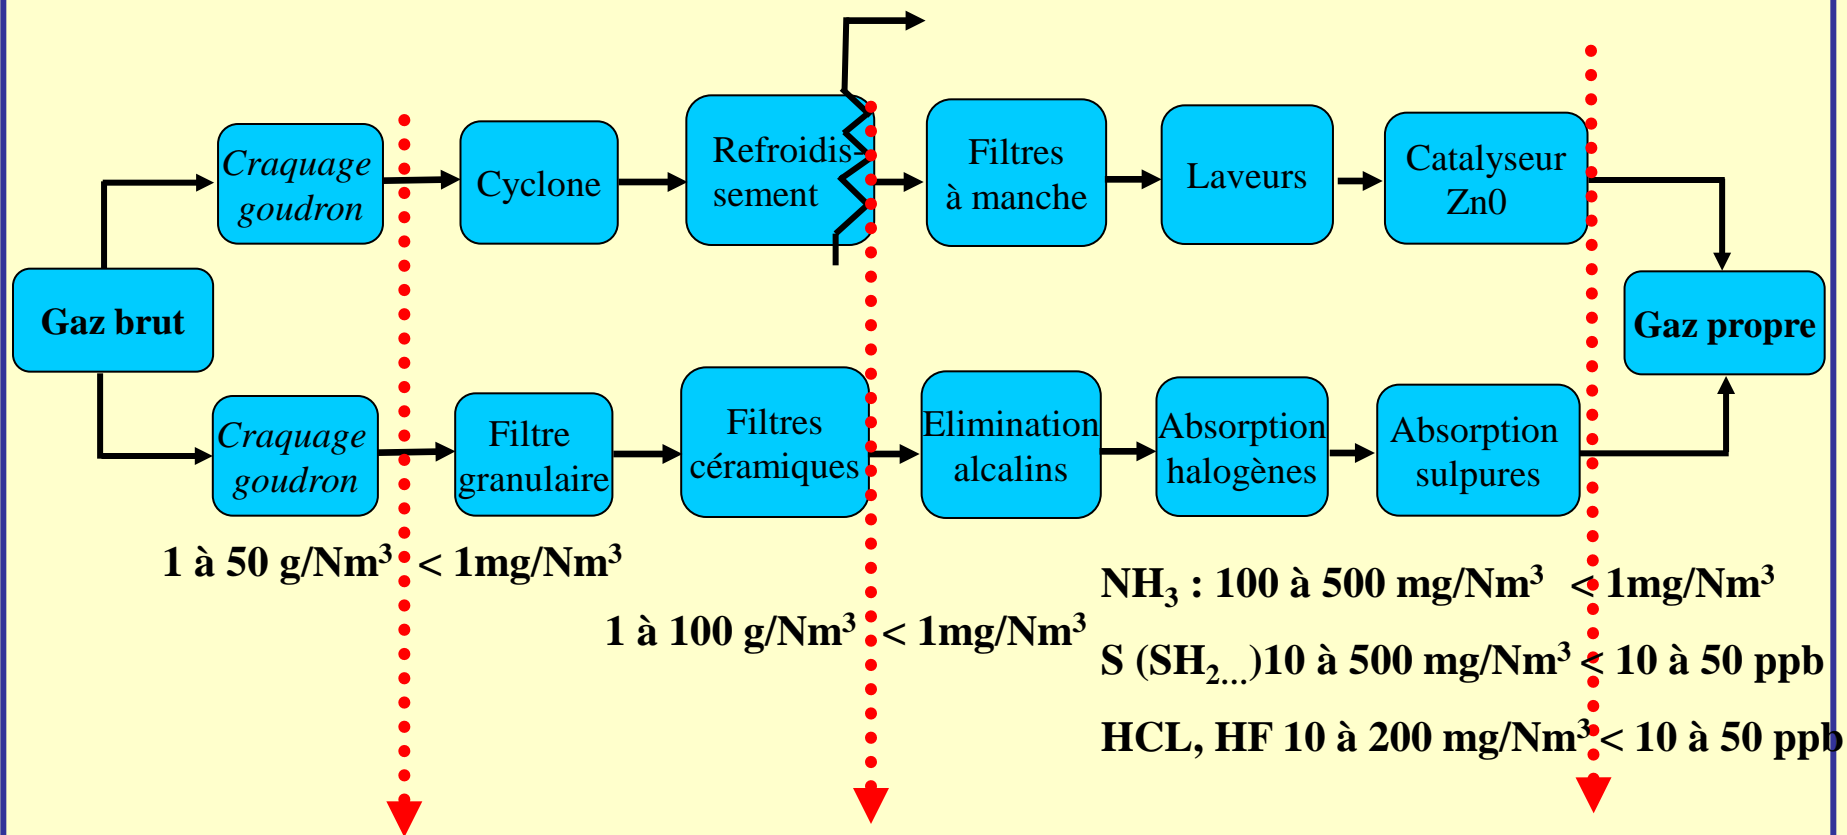 Craquage
goudron
Cyclone
Refroidis-
sement
Filtres
à manche
Laveurs
Catalyseur
Zn0
Gaz brut
Gaz propre
Craquage
goudron
Filtre
granulaire
Filtres
céramiques
Elimination
alcalins
Absorption
halogènes
Absorption
sulpures
1 à 50 g/Nm³ < 1mg/Nm³
1 à 100 g/Nm³ < 1mg/Nm³
NH₃ : 100 à 500 mg/Nm³ < 1mg/Nm³
S (SH₂...)10 à 500 mg/Nm³ < 10 à 50 ppb
HCL, HF 10 à 200 mg/Nm³ < 10 à 50 ppb